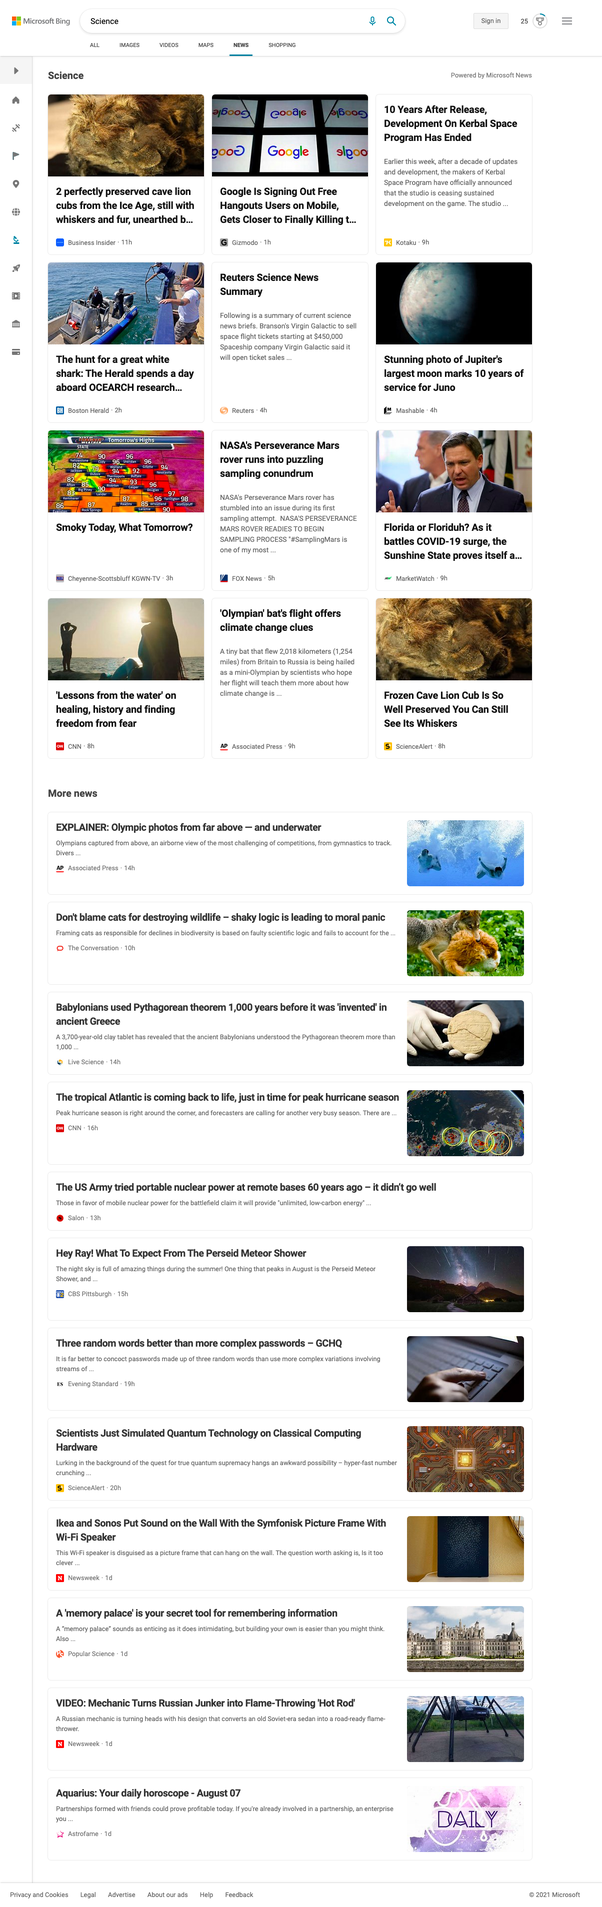 Microsoft Bing
Science
Sign in
25
ALL IMAGES VIDEOS MAPS NEWS SHOPPING
Science
Powered by Microsoft News
2 perfectly preserved cave lion
cubs from the Ice Age, still with
whiskers and fur, unearthed b...
Business Insider · 11h
Google
Google Is Signing Out Free
Hangouts Users on Mobile,
Gets Closer to Finally Killing t...
Gizmodo · 1h
10 Years After Release,
Development On Kerbal Space
Program Has Ended
Earlier this week, after a decade of updates
and development, the makers of Kerbal
Space Program have officially announced
that the studio is ceasing sustained
development on the game. The studio ...
Kotaku · 9h
The hunt for a great white
shark: The Herald spends a day
aboard OCEARCH research...
Boston Herald · 2h
Reuters Science News
Summary
Following is a summary of current science
news briefs. Branson's Virgin Galactic to sell
space flight tickets starting at $450,000
Spaceship company Virgin Galactic said it
will open ticket sales ...
Reuters · 4h
Stunning photo of Jupiter's
largest moon marks 10 years of
service for Juno
Mashable · 4h
Tomorrow's Highs
Smoky Today, What Tomorrow?
Cheyenne-Scottsbluff KGWN-TV · 3h
NASA's Perseverance Mars
rover runs into puzzling
sampling conundrum
NASA's Perseverance Mars rover has
stumbled into an issue during its first
sampling attempt. NASA'S PERSEVERANCE
MARS ROVER READIES TO BEGIN
SAMPLING PROCESS "#SamplingMars is
one of my most ...
FOX News · 5h
Florida or Floriduh? As it
battles COVID-19 surge, the
Sunshine State proves itself a...
MarketWatch · 9h
'Lessons from the water' on
healing, history and finding
freedom from fear
CNN · 8h
'Olympian' bat's flight offers
climate change clues
A tiny bat that flew 2,018 kilometers (1,254
miles) from Britain to Russia is being hailed
as a mini-Olympian by scientists who hope
her flight will teach them more about how
climate change is ...
AP Associated Press · 9h
Frozen Cave Lion Cub Is So
Well Preserved You Can Still
See Its Whiskers
ScienceAlert · 8h
More news
EXPLAINER: Olympic photos from far above — and underwater
Olympians captured from above, an airborne view of the most challenging of competitions, from gymnastics to track.
Divers ...
AP Associated Press · 14h
Don't blame cats for destroying wildlife – shaky logic is leading to moral panic
Framing cats as responsible for declines in biodiversity is based on faulty scientific logic and fails to account for the ...
The Conversation · 10h
Babylonians used Pythagorean theorem 1,000 years before it was 'invented' in
ancient Greece
A 3,700-year-old clay tablet has revealed that the ancient Babylonians understood the Pythagorean theorem more than
1,000 ...
Live Science · 14h
The tropical Atlantic is coming back to life, just in time for peak hurricane season
Peak hurricane season is right around the corner, and forecasters are calling for another very busy season. There are ...
CNN · 16h
The US Army tried portable nuclear power at remote bases 60 years ago – it didn't go well
Those in favor of mobile nuclear power for the battlefield claim it will provide "unlimited, low-carbon energy" ...
Salon · 13h
Hey Ray! What To Expect From The Perseid Meteor Shower
The night sky is full of amazing things during the summer! One thing that peaks in August is the Perseid Meteor
Shower, and ...
CBS Pittsburgh · 15h
Three random words better than more complex passwords – GCHQ
It is far better to concoct passwords made up of three random words than use more complex variations involving
streams of ...
ES Evening Standard · 19h
Scientists Just Simulated Quantum Technology on Classical Computing
Hardware
Lurking in the background of the quest for true quantum supremacy hangs an awkward possibility – hyper-fast number
crunching ...
ScienceAlert · 20h
Ikea and Sonos Put Sound on the Wall With the Symfonisk Picture Frame With
Wi-Fi Speaker
This Wi-Fi speaker is disguised as a picture frame that can hang on the wall. The question worth asking is, Is it too
clever ...
N Newsweek · 1d
A 'memory palace' is your secret tool for remembering information
A "memory palace" sounds as enticing as it does intimidating, but building your own is easier than you might think.
Also ...
Popular Science · 1d
VIDEO: Mechanic Turns Russian Junker into Flame-Throwing 'Hot Rod'
A Russian mechanic is turning heads with his design that converts an old Soviet-era sedan into a road-ready flame-
thrower.
N Newsweek · 1d
Aquarius: Your daily horoscope - August 07
Partnerships formed with friends could prove profitable today. If you're already involved in a partnership, an enterprise
you ...
Astrofame · 1d
DAILY
Privacy and Cookies Legal Advertise About our ads Help Feedback © 2021 Microsoft